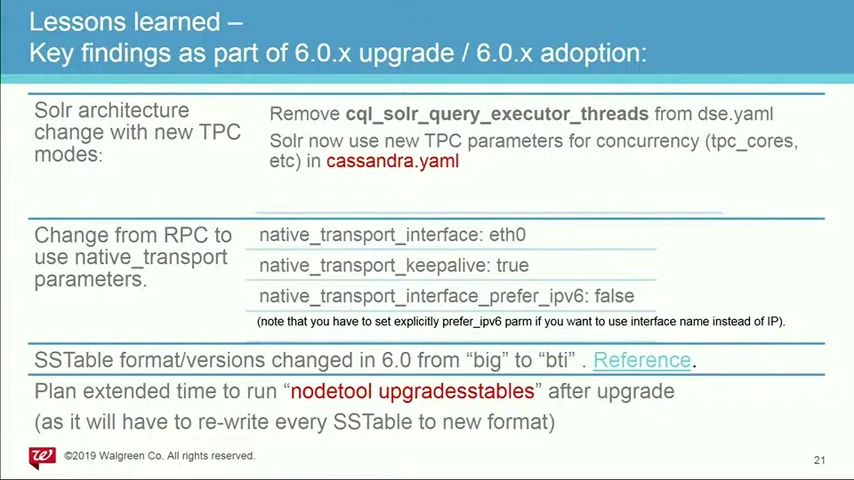 Lessons learned –
Key findings as part of 6.0.x upgrade / 6.0.x adoption:
Solr architecture
change with new TPC
modes:
Remove cql_solr_query_executor_threads from dse.yaml
Solr now use new TPC parameters for concurrency (tpc_cores,
etc) in cassandra.yaml
Change from RPC to
use native_transport
parameters.
native_transport_interface: eth0
native_transport_keepalive: true
native_transport_interface_prefer_ipv6: false
(note that you have to set explicitly prefer_ipv6 parm if you want to use interface name instead of IP).
SSTable format/versions changed in 6.0 from “big” to “bti” . Reference.
Plan extended time to run “nodetool upgradesstables” after upgrade
(as it will have to re-write every SSTable to new format)
©2019 Walgreen Co. All rights reserved.
21